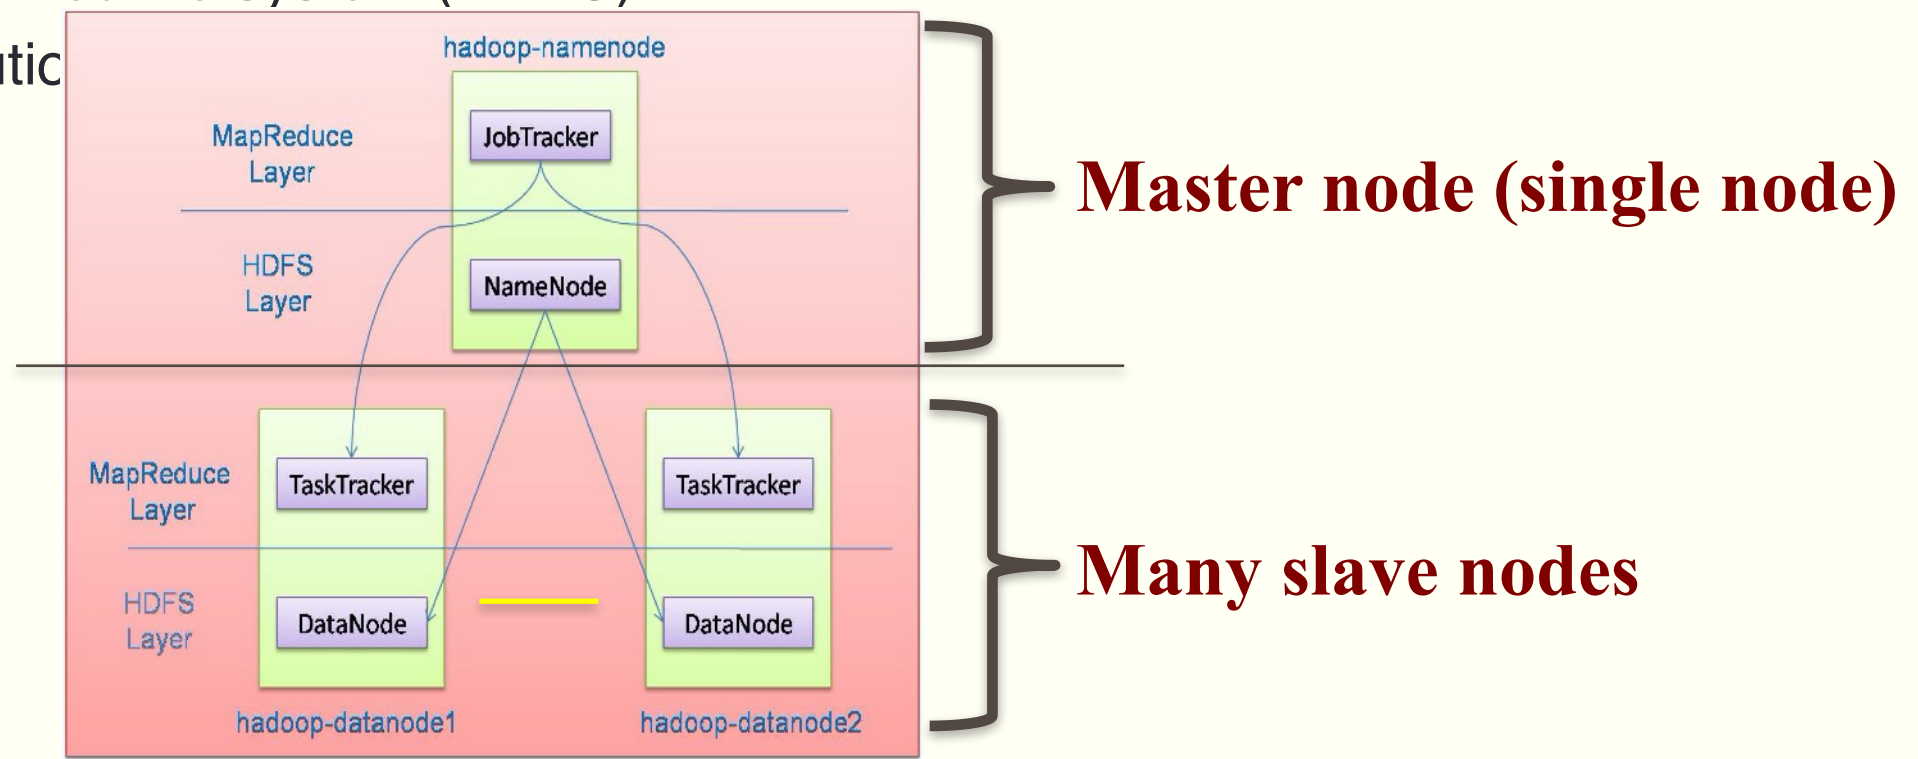 hadoop-namenode
JobTracker
MapReduce
Layer
HDFS
Layer
NameNode
Master node (single node)
MapReduce
Layer
TaskTracker
TaskTracker
HDFS
Layer
DataNode
DataNode
hadoop-datanode1
hadoop-datanode2
Many slave nodes